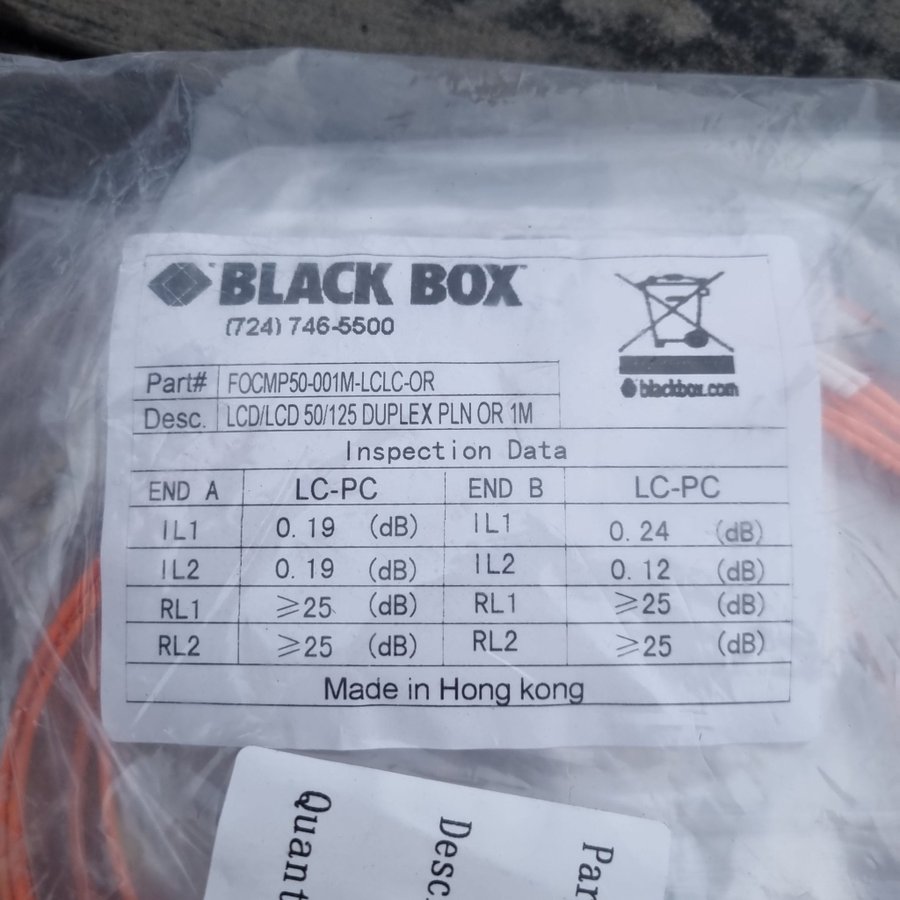 BLACK BOX
(724) 746-5500
blackbox.com
Part# FOCMP50-001M-LCLC-OR
Desc. LCD/LCD 50/125 DUPLEX PLN OR 1M
Inspection Data
END A LC-PC END B LC-PC
IL1 0.19 (dB) IL1 0.24 (dB)
IL2 0.19 (dB) IL2 0.12 (dB)
RL1 ≥25 (dB) RL1 ≥25 (dB)
RL2 ≥25 (dB) RL2 ≥25 (dB)
Made in Hong kong
Par
Desc.
Quant